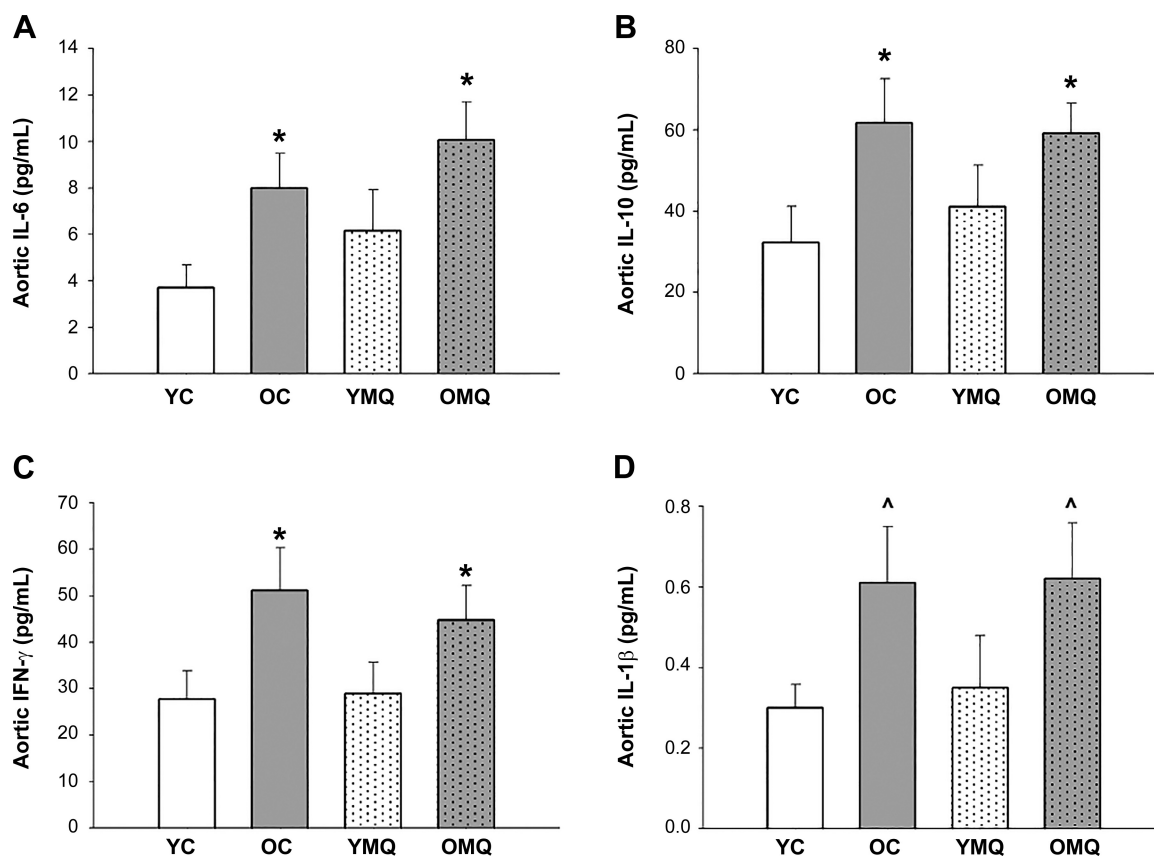 A
Aortic IL-6 (pg/mL)
14
12
10
8
6
4
2
0
*
*
YC OC YMQ OMQ
B
Aortic IL-10 (pg/mL)
80
60
40
20
0
*
*
YC OC YMQ OMQ
C
Aortic IFN-γ (pg/mL)
70
60
50
40
30
20
10
0
*
*
YC OC YMQ OMQ
D
Aortic IL-1β (pg/mL)
0.8
0.6
0.4
0.2
0.0
^
^
YC OC YMQ OMQ